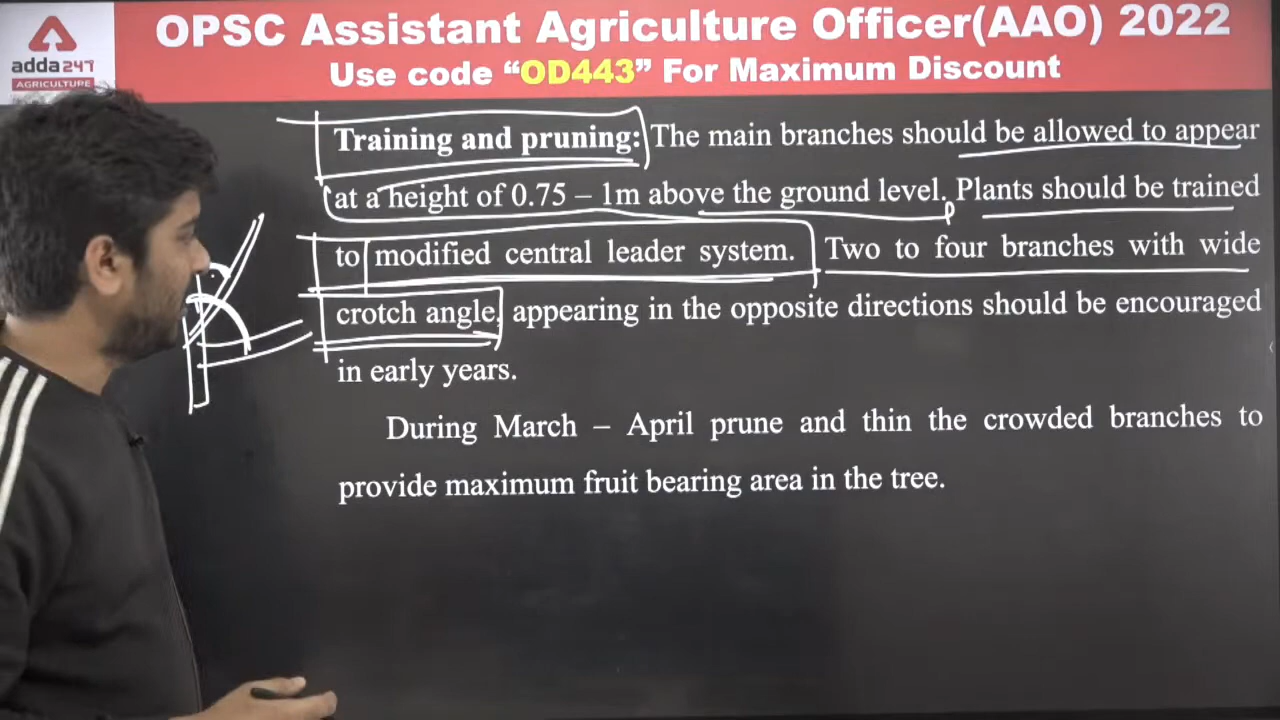 OPSC Assistant Agriculture Officer(AAO) 2022
adda247
AGRICULTURE
Use code “OD443” For Maximum Discount
Training and pruning: The main branches should be allowed to appear
at a height of 0.75 – 1m above the ground level. Plants should be trained
to modified central leader system. Two to four branches with wide
crotch angle, appearing in the opposite directions should be encouraged
in early years.
During March – April prune and thin the crowded branches to
provide maximum fruit bearing area in the tree.